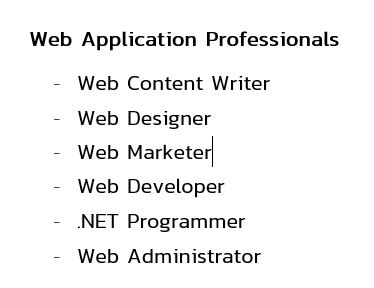 Web Application Professionals
- Web Content Writer
- Web Designer
- Web Marketer
- Web Developer
- .NET Programmer
- Web Administrator